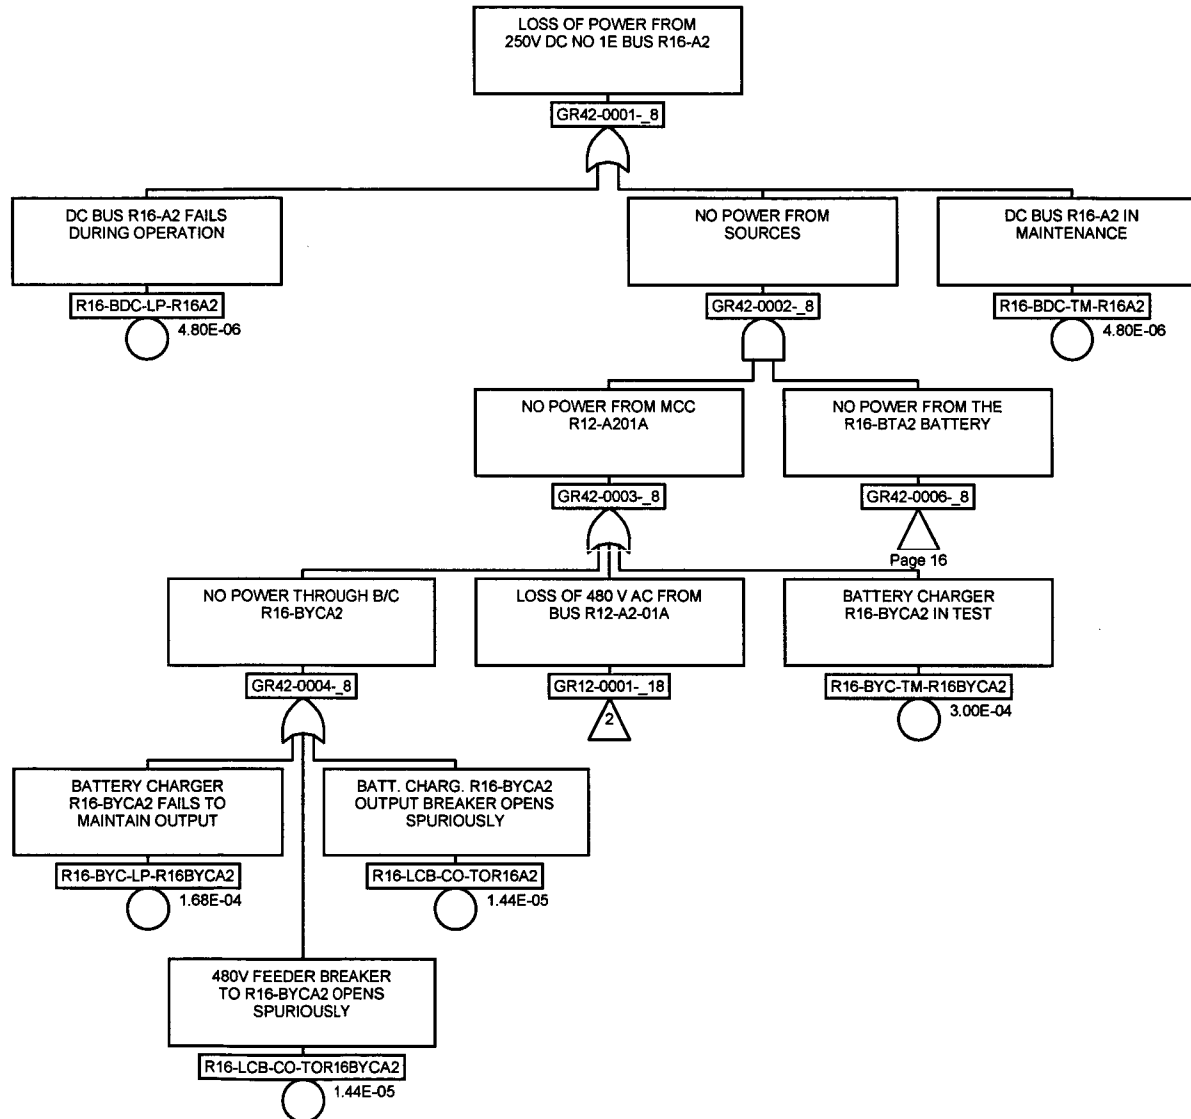 LOSS OF POWER FROM
250V DC NO 1E BUS R16-A2
GR42-0001-_8
DC BUS R16-A2 FAILS
DURING OPERATION
R16-BDC-LP-R16A2
4.80E-06
NO POWER FROM
SOURCES
GR42-0002-_8
DC BUS R16-A2 IN
MAINTENANCE
R16-BDC-TM-R16A2
4.80E-06
NO POWER FROM MCC
R12-A201A
GR42-0003-_8
NO POWER FROM THE
R16-BTA2 BATTERY
GR42-0006-_8
Page 16
NO POWER THROUGH B/C
R16-BYCA2
GR42-0004-_8
LOSS OF 480 V AC FROM
BUS R12-A2-01A
GR12-0001-_18
2
BATTERY CHARGER
R16-BYCA2 IN TEST
R16-BYC-TM-R16BYCA2
3.00E-04
BATTERY CHARGER
R16-BYCA2 FAILS TO
MAINTAIN OUTPUT
R16-BYC-LP-R16BYCA2
1.68E-04
BATT. CHARG. R16-BYCA2
OUTPUT BREAKER OPENS
SPURIOUSLY
R16-LCB-CO-TOR16A2
1.44E-05
480V FEEDER BREAKER
TO R16-BYCA2 OPENS
SPURIOUSLY
R16-LCB-CO-TOR16BYCA2
1.44E-05